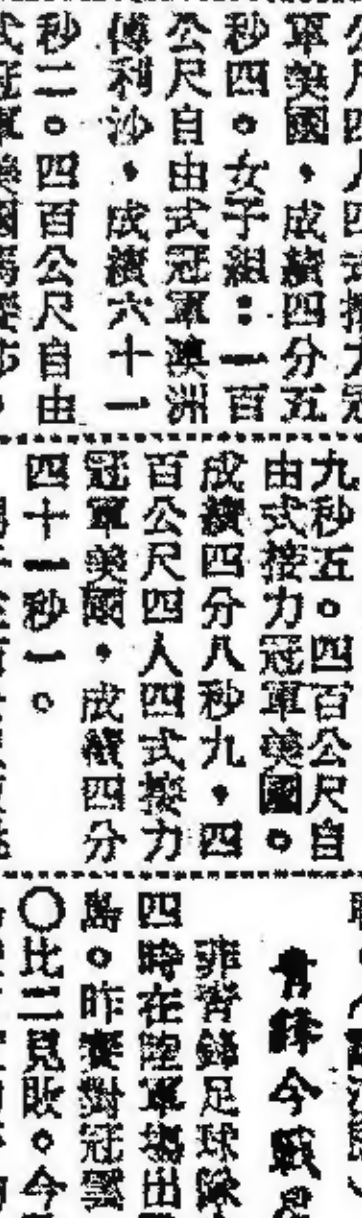 公尺四人四式接力冠
軍美國，成績四分五
秒四。女子組：一百
公尺自由式冠軍澳洲
傅利沙，成績六十一
秒二。四百公尺自由
式冠軍美國
九秒五。四百公尺自
由式接力冠軍美國。
成績四分八秒九，四
百公尺四人四式接力
冠軍美國，成績四分
四十一秒一。
青鋒今戰
菲青鋒足球隊
四時在陸軍場出
島。昨賽對冠雲
〇比二見敗。今